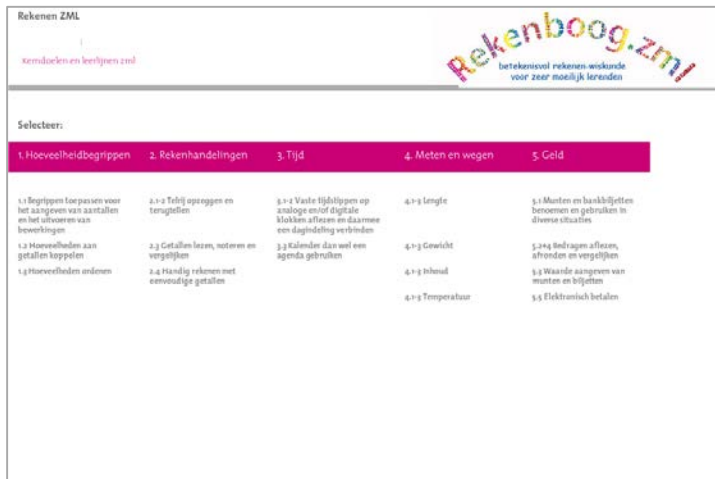 Rekenen ZML
Rekenboog.zml
Kerndoelen en leerlijnen zml
betekenisvol rekenen-wiskunde
voor zeer moeilijk lerenden
Selecteer:
1. Hoeveelheidbegrippen
2. Rekenhandelingen
3. Tijd
4. Meten en wegen
5. Geld
1.1 Begrippen toepassen voor
het aangeven van aantallen
en het uitvoeren van
bewerkingen
1.2 Hoeveelheden aan
getallen koppelen
1.3 Hoeveelheden ordenen
2.1-2 Telrij opzeggen en
terugtellen
2.3 Getallen lezen, noteren en
vergelijken
2.4 Handig rekenen met
eenvoudige getallen
3.1-2 Vaste tijdstippen op
analoge en/of digitale
klokken aflezen en daarmee
een dagindeling verbinden
3.3 Kalender dan wel een
agenda gebruiken
4.1-3 Lengte
4.1-3 Gewicht
4.1-3 Inhoud
4.1-3 Temperatuur
5.1 Munten en bankbiljetten
benoemen en gebruiken in
diverse situaties
5.2+4 Bedragen aflezen,
afronden en vergelijken
5.3 Waarde aangeven van
munten en biljetten
5.5 Elektronisch betalen